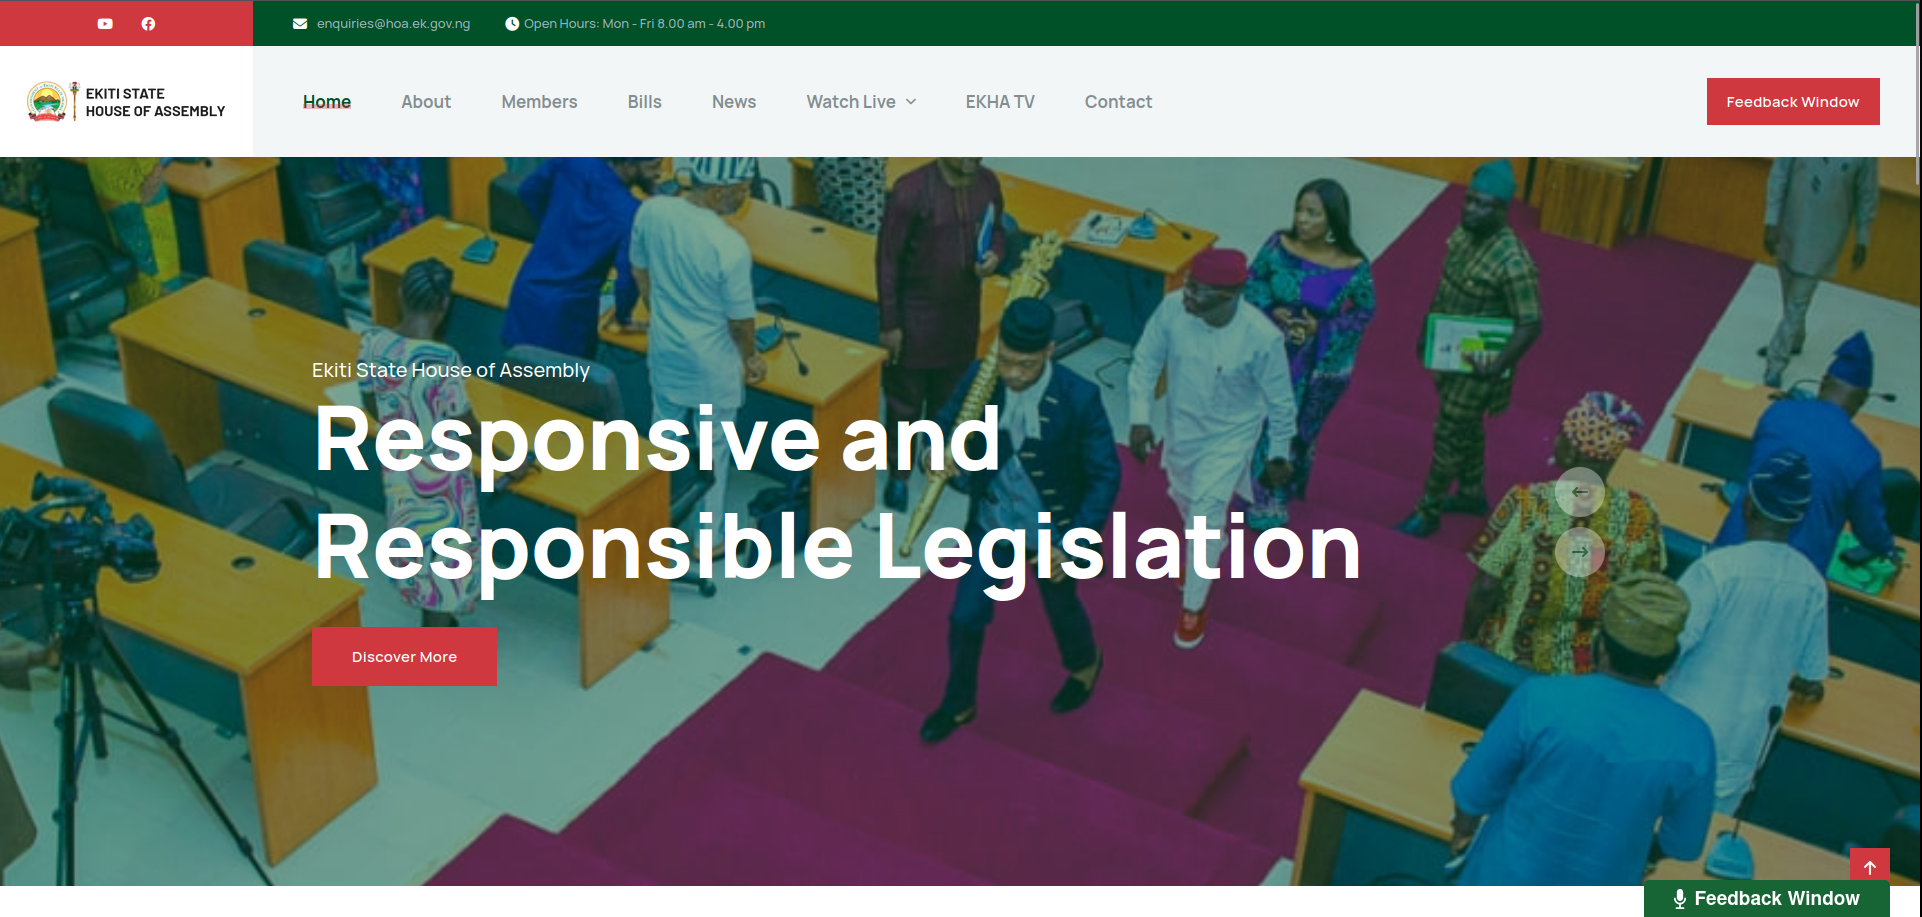 enquiries@hoa.ek.gov.ng
Open Hours: Mon - Fri 8.00 am - 4.00 pm
EKITI STATE
HOUSE OF ASSEMBLY
Home
About
Members
Bills
News
Watch Live
EKHA TV
Contact
Feedback Window
Ekiti State House of Assembly
Responsive and
Responsible Legislation
Discover More
Feedback Window